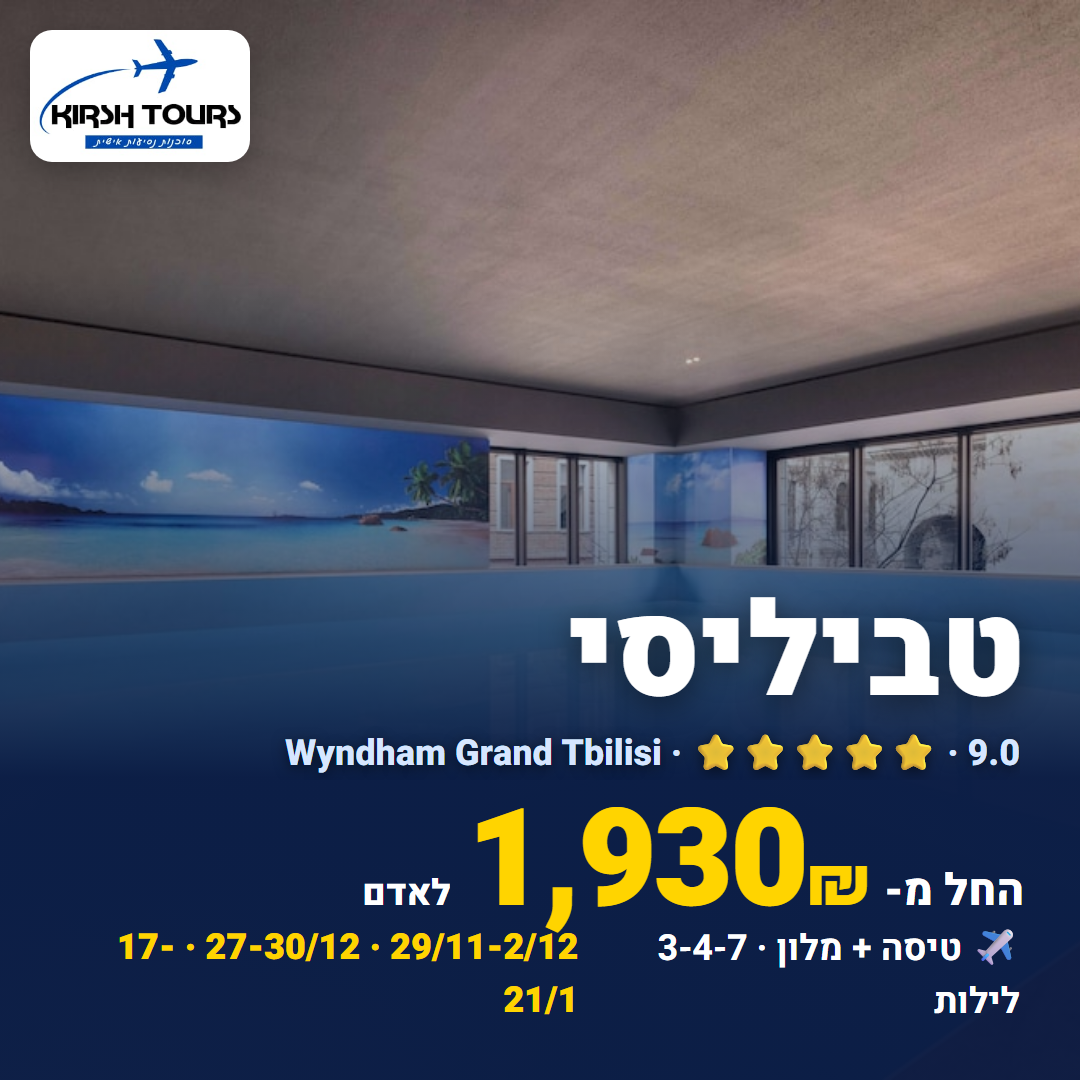 KIRSH TOURS
סוכנות נסיעות אישית
טביליסי
9.0 · ⭐⭐⭐⭐⭐ · Wyndham Grand Tbilisi
החל מ- ₪1,930 לאדם
✈️ טיסה + מלון · 3-4-7 לילות
29/11-2/12 · 27-30/12 · 17-21/1